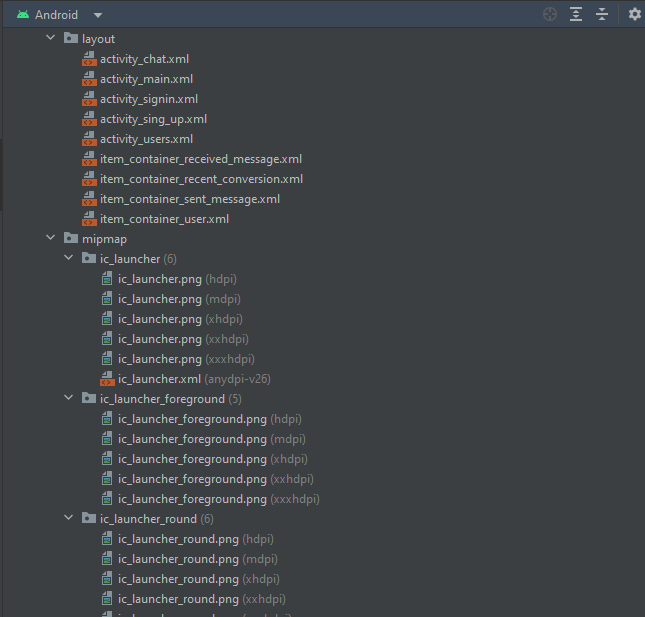 Android
layout
activity_chat.xml
activity_main.xml
activity_signin.xml
activity_sing_up.xml
activity_users.xml
item_container_received_message.xml
item_container_recent_conversion.xml
item_container_sent_message.xml
item_container_user.xml
mipmap
ic_launcher (6)
ic_launcher.png (hdpi)
ic_launcher.png (mdpi)
ic_launcher.png (xhdpi)
ic_launcher.png (xxhdpi)
ic_launcher.png (xxxhdpi)
ic_launcher.xml (anydpi-v26)
ic_launcher_foreground (5)
ic_launcher_foreground.png (hdpi)
ic_launcher_foreground.png (mdpi)
ic_launcher_foreground.png (xhdpi)
ic_launcher_foreground.png (xxhdpi)
ic_launcher_foreground.png (xxxhdpi)
ic_launcher_round (6)
ic_launcher_round.png (hdpi)
ic_launcher_round.png (mdpi)
ic_launcher_round.png (xhdpi)
ic_launcher_round.png (xxhdpi)